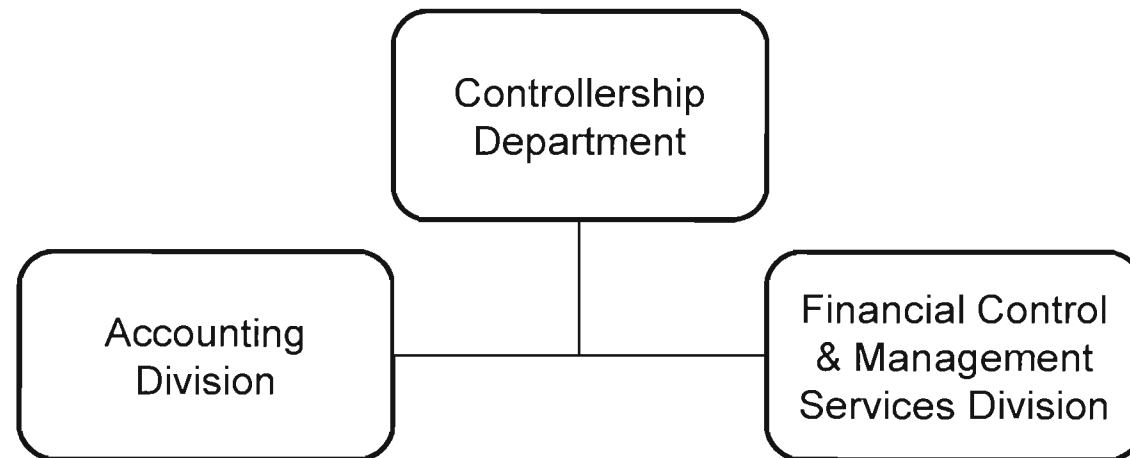 Controllership
Department
Accounting
Division
Financial Control
& Management
Services Division